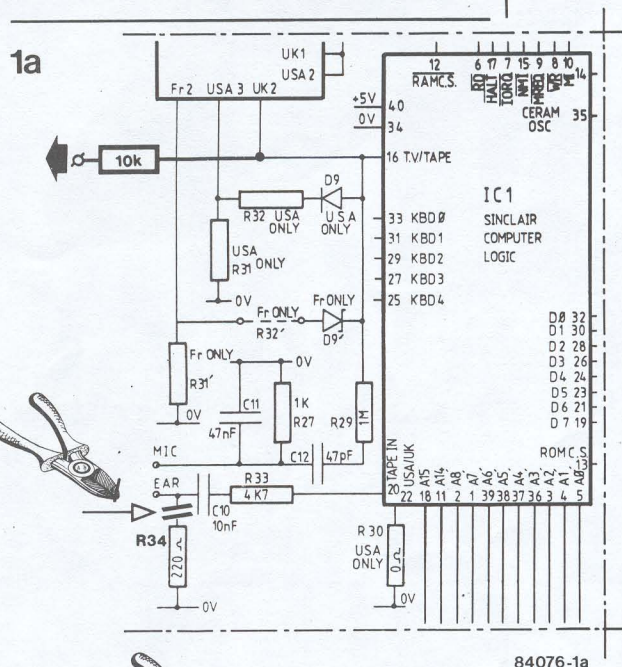 1a
UK1
USA 2
Fr2 USA 3 UK 2
10k
+5V
0V
12
RAMC.S.
6 RD
17 HALT
7 IORQ
15 NMI
9 MREQ
8 WR
10 M1
14
CERAM
OSC
35
40
34
16 T.V/TAPE
IC1
SINCLAIR
COMPUTER
LOGIC
33 KBD0
31 KBD1
29 KBD2
27 KBD3
25 KBD4
D9
R32 USA
ONLY
USA
ONLY
USA
ONLY
R31
0V
Fr ONLY
R32'
Fr ONLY
D9'
Fr ONLY
R31'
0V
0V
C11
47nF
1K
R27
R29
1M
C12 47pF
MIC
EAR
R33
4K7
C10
10nF
R34
220Ω
0V
R30
USA
ONLY
0Ω
0V
D0 32
D1 30
D2 28
D3 26
D4 24
D5 23
D6 21
D7 19
ROMC.S
13
20 TAPE IN
22 USA/UK
18 A15
11 A14
2 A8'
1 A7'
39 A6'
38 A5'
37 A4'
36 A3'
3 A2'
4 A1'
5 A0'
84076-1a